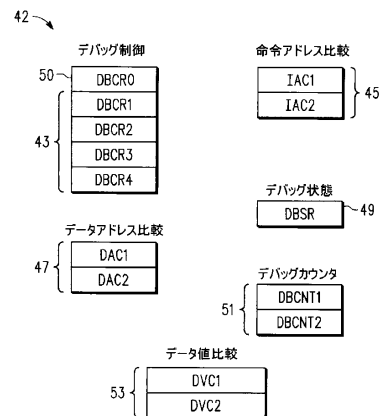 42
デバッグ制御
50
DBCR0
DBCR1
43
DBCR2
DBCR3
DBCR4
命令アドレス比較
IAC1
45
IAC2
デバッグ状態
DBSR
49
データアドレス比較
DAC1
47
DAC2
デバッグカウンタ
DBCNT1
51
DBCNT2
データ値比較
DVC1
53
DVC2